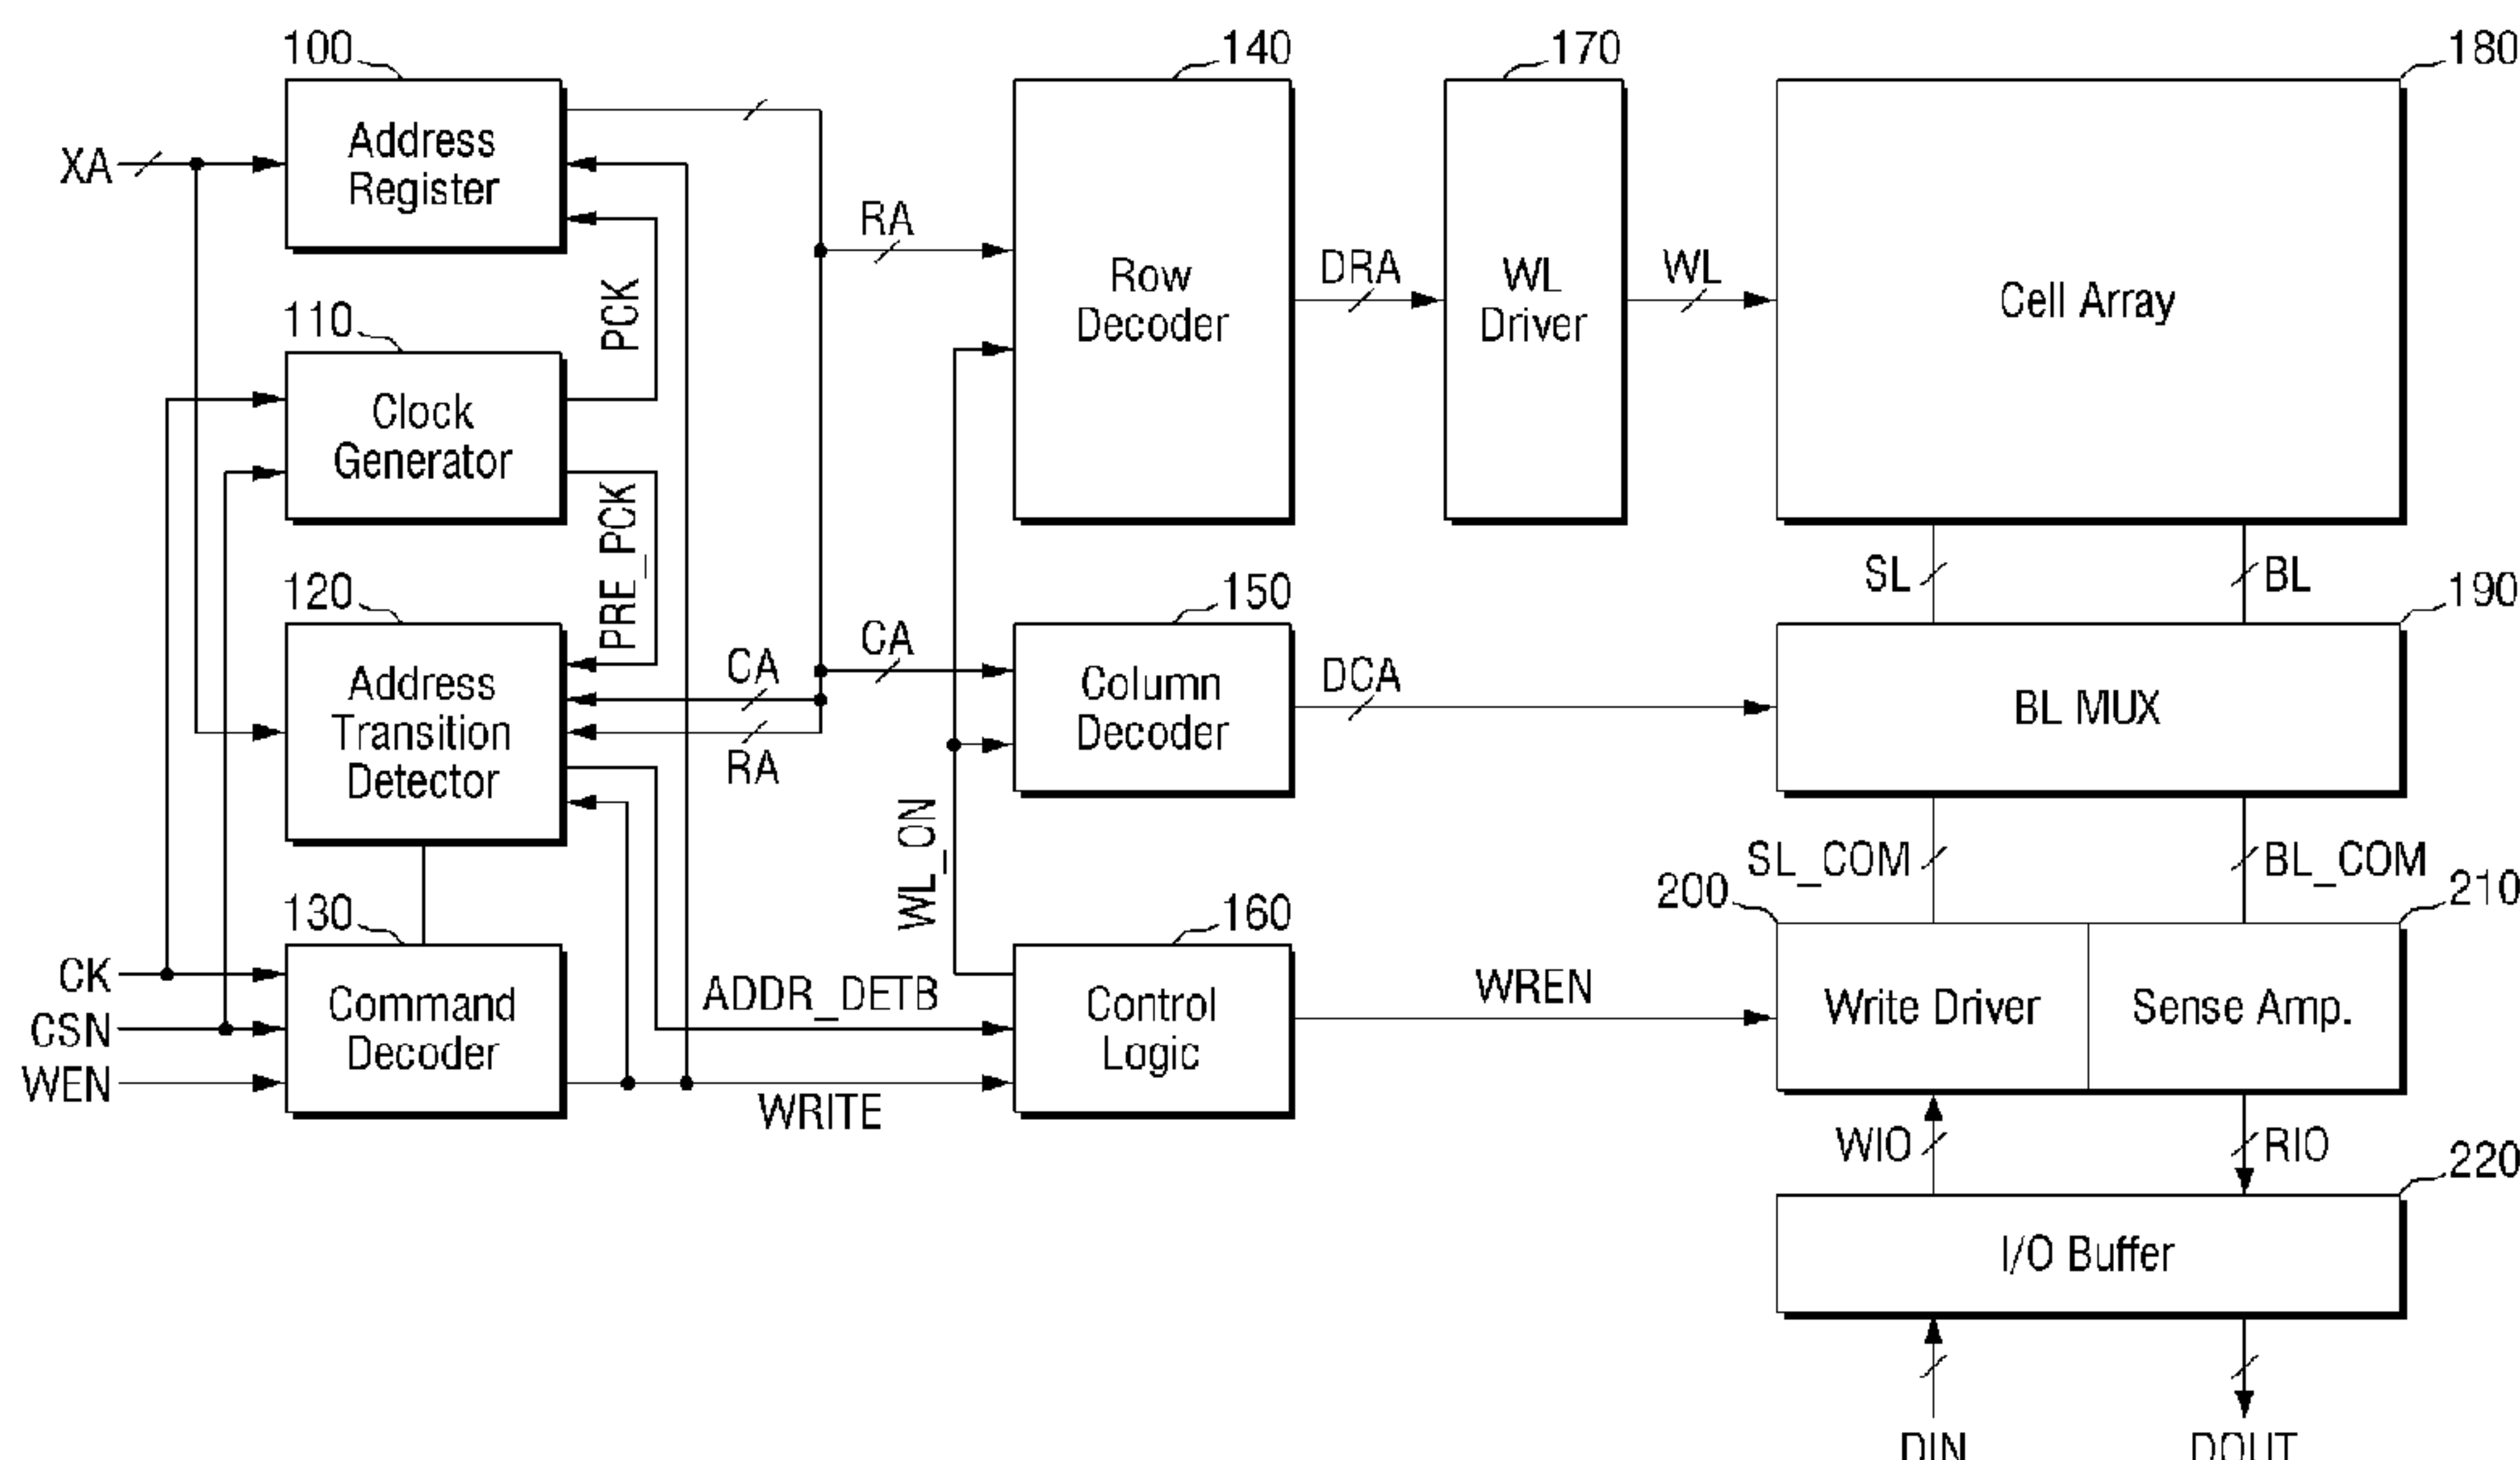 100
140
170
180
XA
Address
Register
RA
Row
Decoder
DRA
WL
Driver
WL
Cell Array
PCK
110
Clock
Generator
PRE_PCK
SL
BL
120
150
190
Address
Transition
Detector
CA
CA
RA
Column
Decoder
DCA
BL MUX
WL_ON
SL_COM
BL_COM
130
160
200
210
CK
CSN
WEN
Command
Decoder
ADDR_DETB
WRITE
Control
Logic
WREN
Write Driver
Sense Amp.
WIO
RIO
220
I/O Buffer
DIN
DOUT